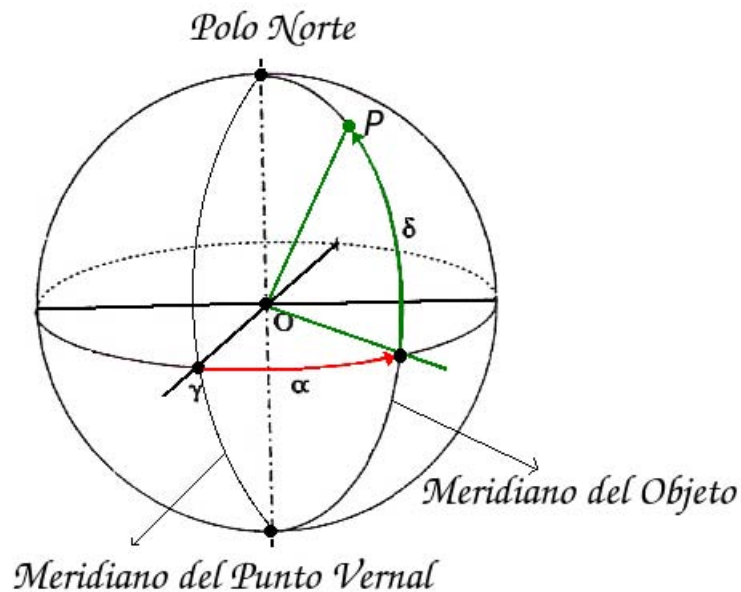 Polo Norte
P
δ
O
γ
α
Meridiano del Objeto
Meridiano del Punto Vernal